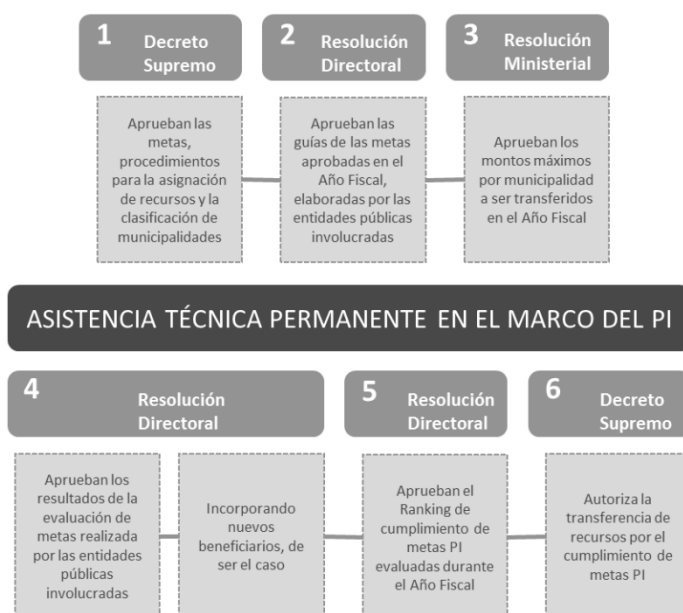 1 Decreto
Supremo
Aprueban las
metas,
procedimientos
para la asignación
de recursos y la
clasificación de
municipalidades
2 Resolución
Directoral
Aprueban las
guías de las metas
aprobadas en el
Año Fiscal,
elaboradas por las
entidades públicas
involucradas
3 Resolución
Ministerial
Aprueban los
montos máximos
por municipalidad
a ser transferidos
en el Año Fiscal
ASISTENCIA TÉCNICA PERMANENTE EN EL MARCO DEL PI
4 Resolución
Directoral
Aprueban los
resultados de la
evaluación de
metas realizada
por las entidades
públicas
involucradas
Incorporando
nuevos
beneficiarios, de
ser el caso
5 Resolución
Directoral
Aprueban el
Ranking de
cumplimiento de
metas PI
evaluadas durante
el Año Fiscal
6 Decreto
Supremo
Autoriza la
transferencia de
recursos por el
cumplimiento de
metas PI